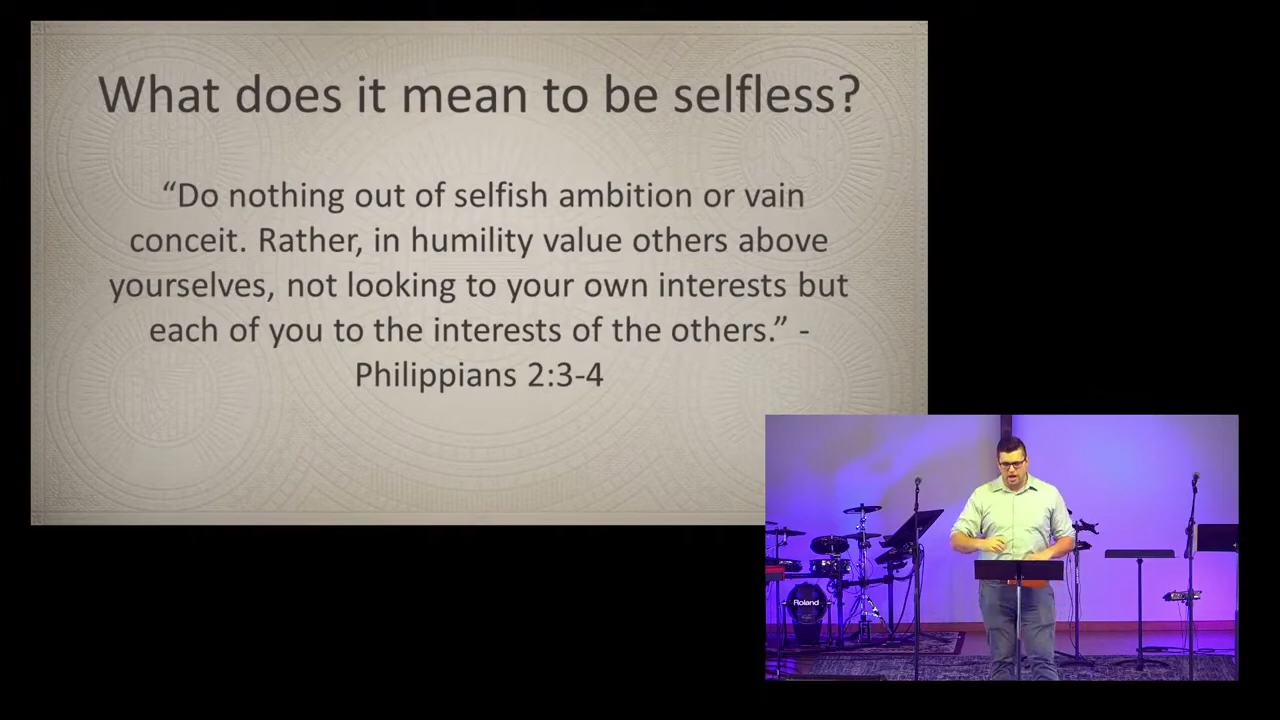 What does it mean to be selfless?
“Do nothing out of selfish ambition or vain
conceit. Rather, in humility value others above
yourselves, not looking to your own interests but
each of you to the interests of the others.” -
Philippians 2:3-4
Roland